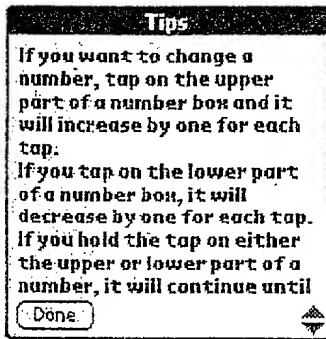 Tips
If you want to change a
number, tap on the upper
part of a number box and it
will increase by one for each
tap.
If you tap on the lower part
of a number box, it will
decrease by one for each tap.
If you hold the tap on either
the upper or lower part of a
number, it will continue until
Done